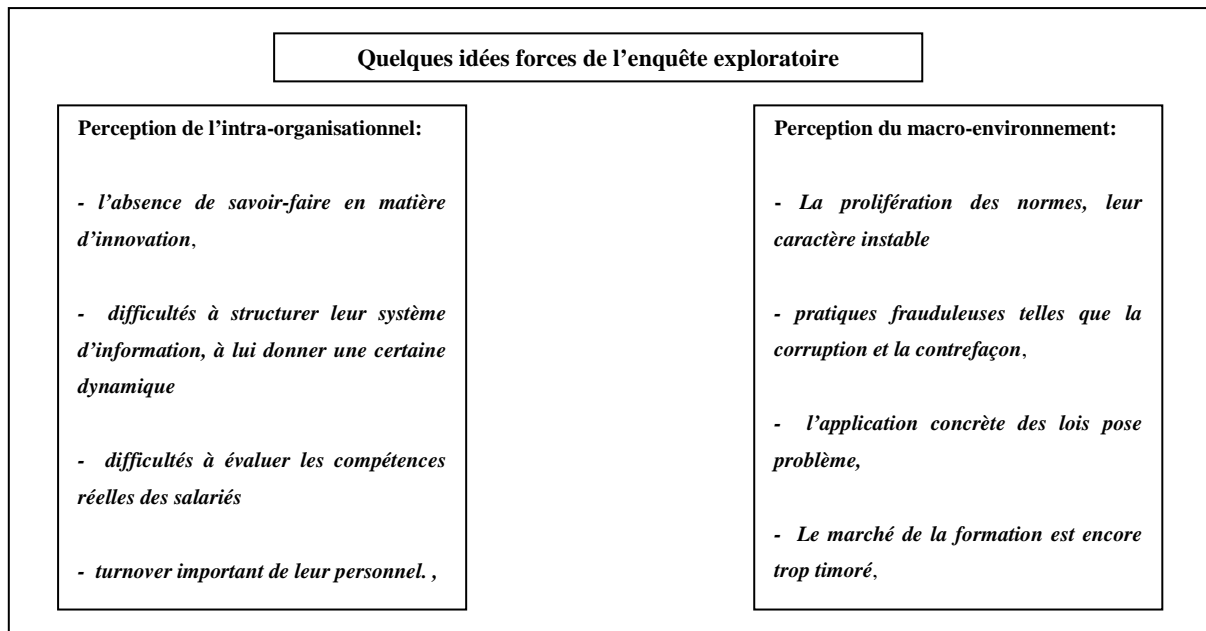 Quelques idées forces de l’enquête exploratoire
Perception de l’intra-organisationnel:
- l’absence de savoir-faire en matière
d’innovation,
- difficultés à structurer leur système
d’information, à lui donner une certaine
dynamique
- difficultés à évaluer les compétences
réelles des salariés
- turnover important de leur personnel. ,
Perception du macro-environnement:
- La prolifération des normes, leur
caractère instable
- pratiques frauduleuses telles que la
corruption et la contrefaçon,
- l’application concrète des lois pose
problème,
- Le marché de la formation est encore
trop timoré,